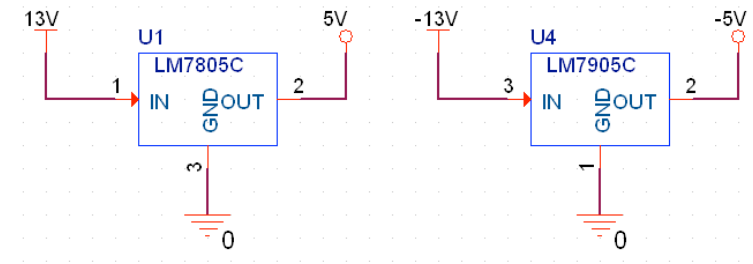 13V
5V
U1
LM7805C
1
IN
GND
OUT
2
3
0
-13V
-5V
U4
LM7905C
3
IN
GND
OUT
2
1
0